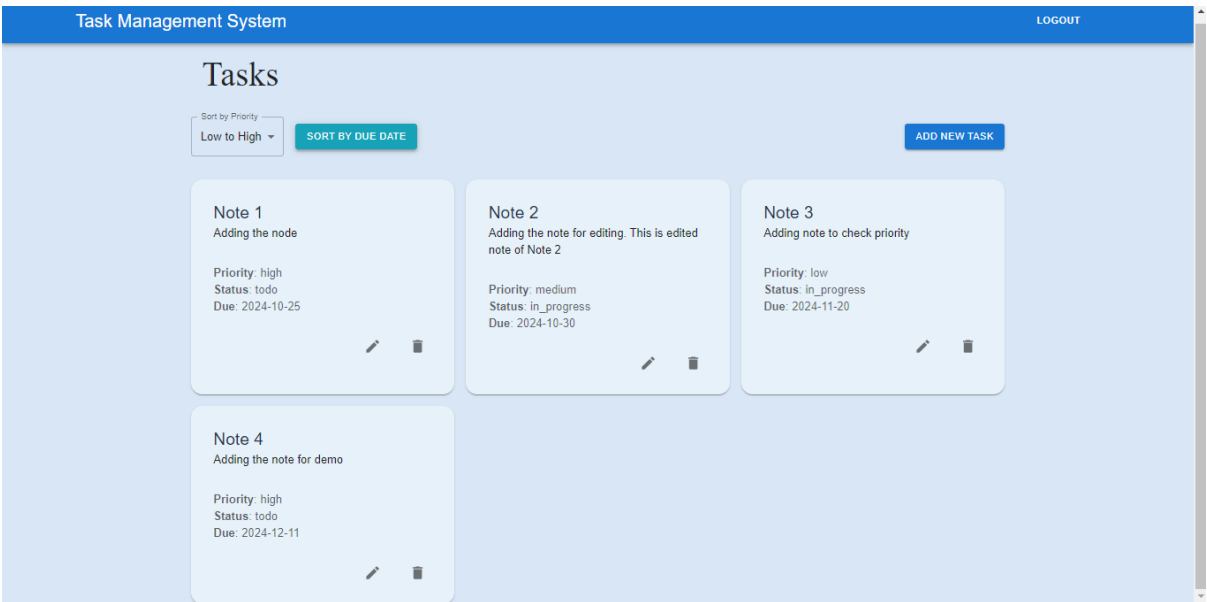 Task Management System
LOGOUT
Tasks
Sort by Priority
Low to High
SORT BY DUE DATE
ADD NEW TASK
Note 1
Adding the node
Priority: high
Status: todo
Due: 2024-10-25
Note 2
Adding the note for editing. This is edited
note of Note 2
Priority: medium
Status: in_progress
Due: 2024-10-30
Note 3
Adding note to check priority
Priority: low
Status: in_progress
Due: 2024-11-20
Note 4
Adding the note for demo
Priority: high
Status: todo
Due: 2024-12-11